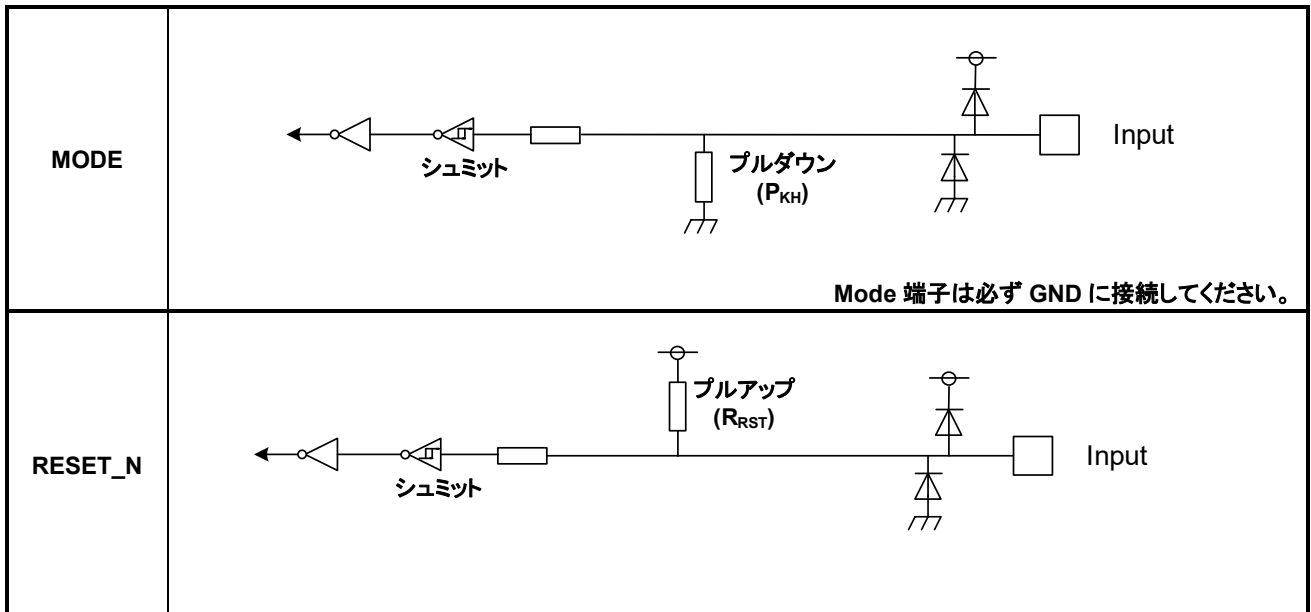 MODE
シュミット
プルダウン
(PKH)
Input
Mode 端子は必ず GND に接続してください。
RESET_N
シュミット
プルアップ
(RRST)
Input